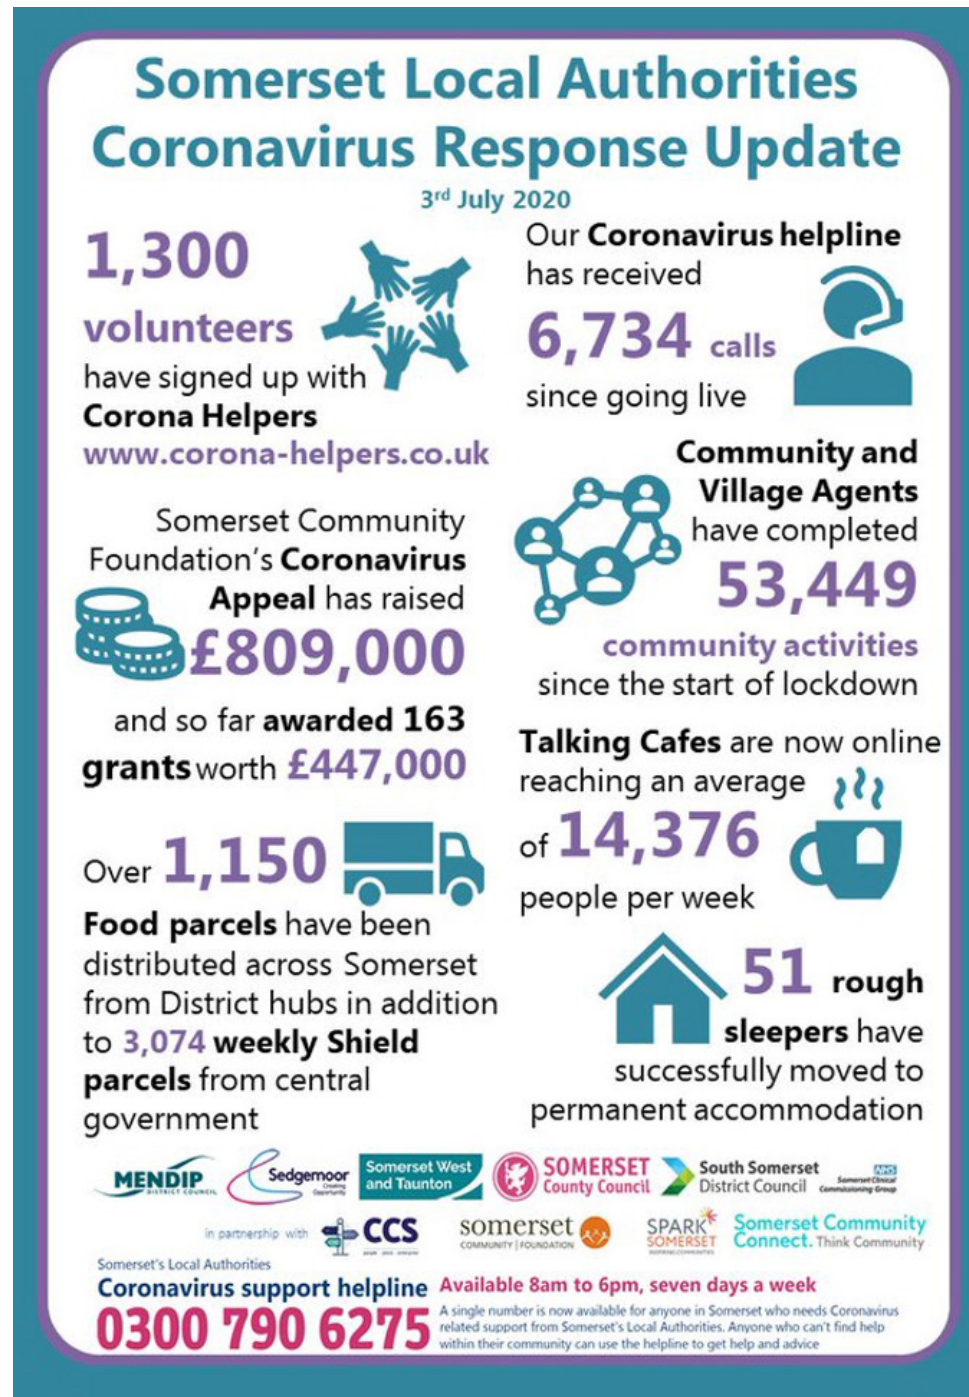 Somerset Local Authorities
Coronavirus Response Update
3rd July 2020
1,300
volunteers
have signed up with
Corona Helpers
www.corona-helpers.co.uk
Our Coronavirus helpline
has received
6,734 calls
since going live
Somerset Community
Foundation's Coronavirus
Appeal has raised
£809,000
and so far awarded 163
grants worth £447,000
Community and
Village Agents
have completed
53,449
community activities
since the start of lockdown
Over 1,150
Food parcels have been
distributed across Somerset
from District hubs in addition
to 3,074 weekly Shield
parcels from central
government
Talking Cafes are now online
reaching an average
of 14,376
people per week
51 rough
sleepers have
successfully moved to
permanent accommodation
MENDIP
DISTRICT COUNCIL
Sedgemoor
Creating
Opportunity
Somerset West
and Taunton
SOMERSET
County Council
South Somerset
District Council
NHS
Somerset Clinical
Commissioning Group
in partnership with
CCS
somerset
COMMUNITY | FOUNDATION
SPARK
SOMERSET
INSPIRING COMMUNITIES
Somerset Community
Connect. Think Community
Somerset's Local Authorities
Coronavirus support helpline
0300 790 6275
Available 8am to 6pm, seven days a week
A single number is now available for anyone in Somerset who needs Coronavirus
related support from Somerset's Local Authorities. Anyone who can't find help
within their community can use the helpline to get help and advice